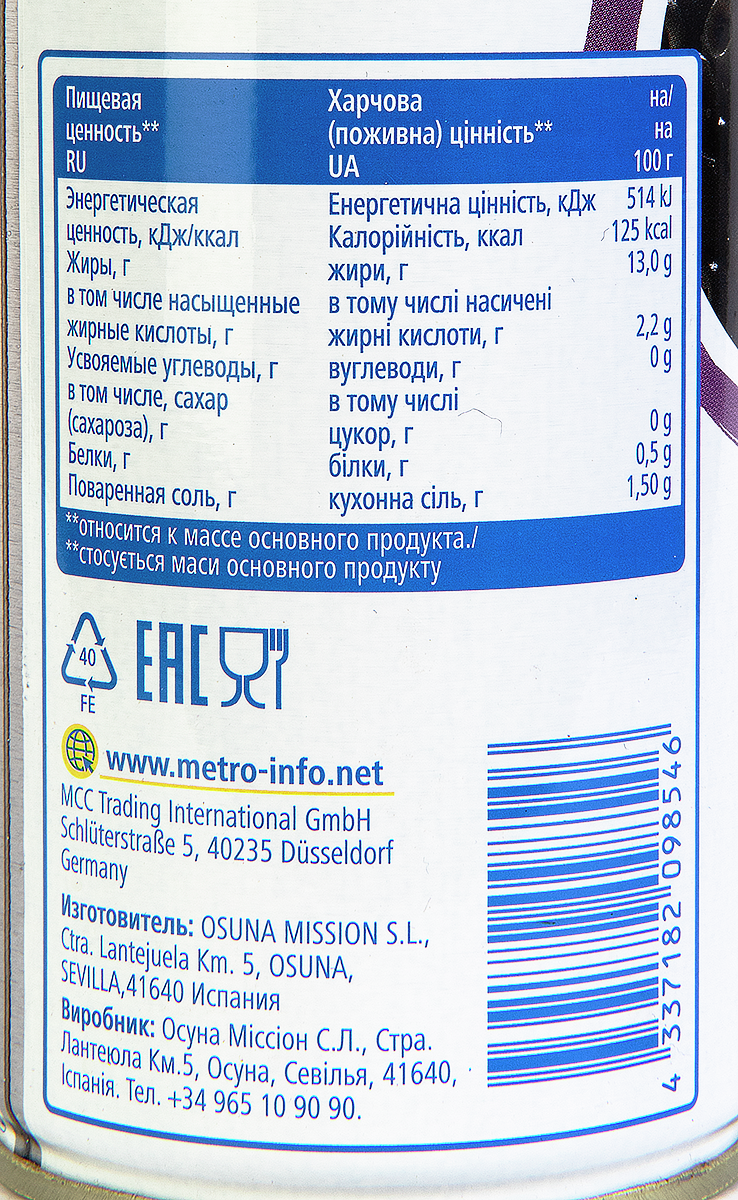 Пищевая
ценность**
RU
Харчова
(поживна) цінність**
UA
на/
на
100 г
Энергетическая
ценность, кДж/ккал
Жиры, г
в том числе насыщенные
жирные кислоты, г
Усвояемые углеводы, г
в том числе, сахар
(сахароза), г
Белки, г
Поваренная соль, г
Енергетична цінність, кДж
Калорійність, ккал
жири, г
в тому числі насичені
жирні кислоти, г
вуглеводи, г
в тому числі
цукор, г
білки, г
кухонна сіль, г
514 kJ
125 kcal
13,0 g
2,2 g
0 g
0 g
0,5 g
1,50 g
**относится к массе основного продукта./
**стосується маси основного продукту
40
FE
EAC
www.metro-info.net
MCC Trading International GmbH
Schlüterstraße 5, 40235 Düsseldorf
Germany
Изготовитель: OSUNA MISSION S.L.,
Ctra. Lantejuela Km. 5, OSUNA,
SEVILLA,41640 Испания
Виробник: Осуна Міссіон С.Л., Стра.
Лантеюла Км.5, Осуна, Севілья, 41640,
Іспанія. Тел. +34 965 10 90 90.
4 337182 098546